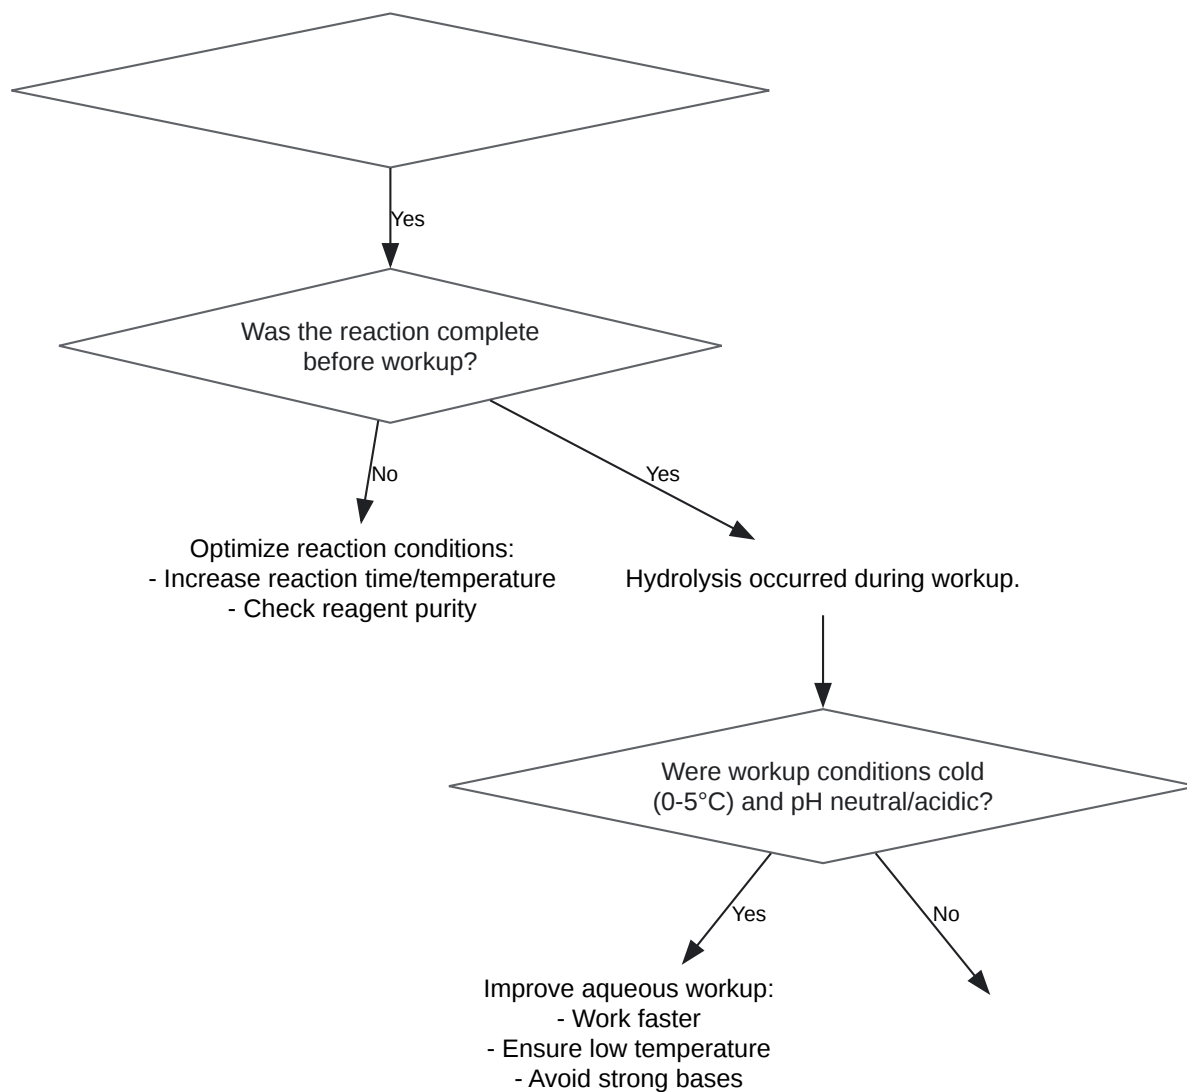 Yes
Was the reaction complete
before workup?
No
Yes
Optimize reaction conditions:
- Increase reaction time/temperature
- Check reagent purity
Hydrolysis occurred during workup.
Were workup conditions cold
(0-5°C) and pH neutral/acidic?
Yes
No
Improve aqueous workup:
- Work faster
- Ensure low temperature
- Avoid strong bases